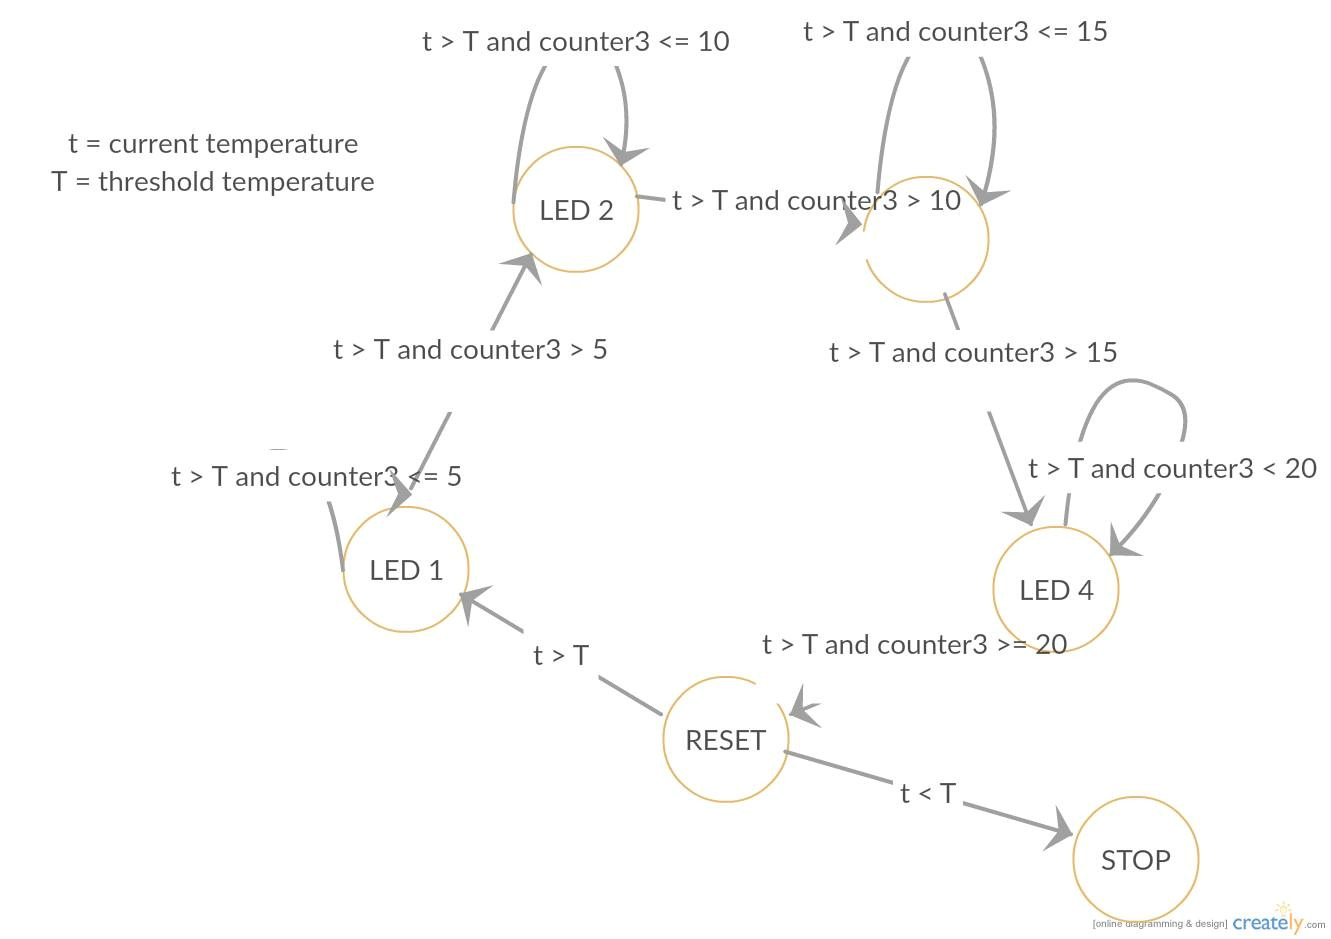 t > T and counter3 <= 10
t > T and counter3 <= 15
t = current temperature
T = threshold temperature
LED 2
t > T and counter3 > 10
t > T and counter3 > 5
t > T and counter3 > 15
t > T and counter3 <= 5
t > T and counter3 < 20
LED 1
LED 4
t > T and counter3 >= 20
t > T
RESET
t < T
STOP
[online diagramming & design] creately.com